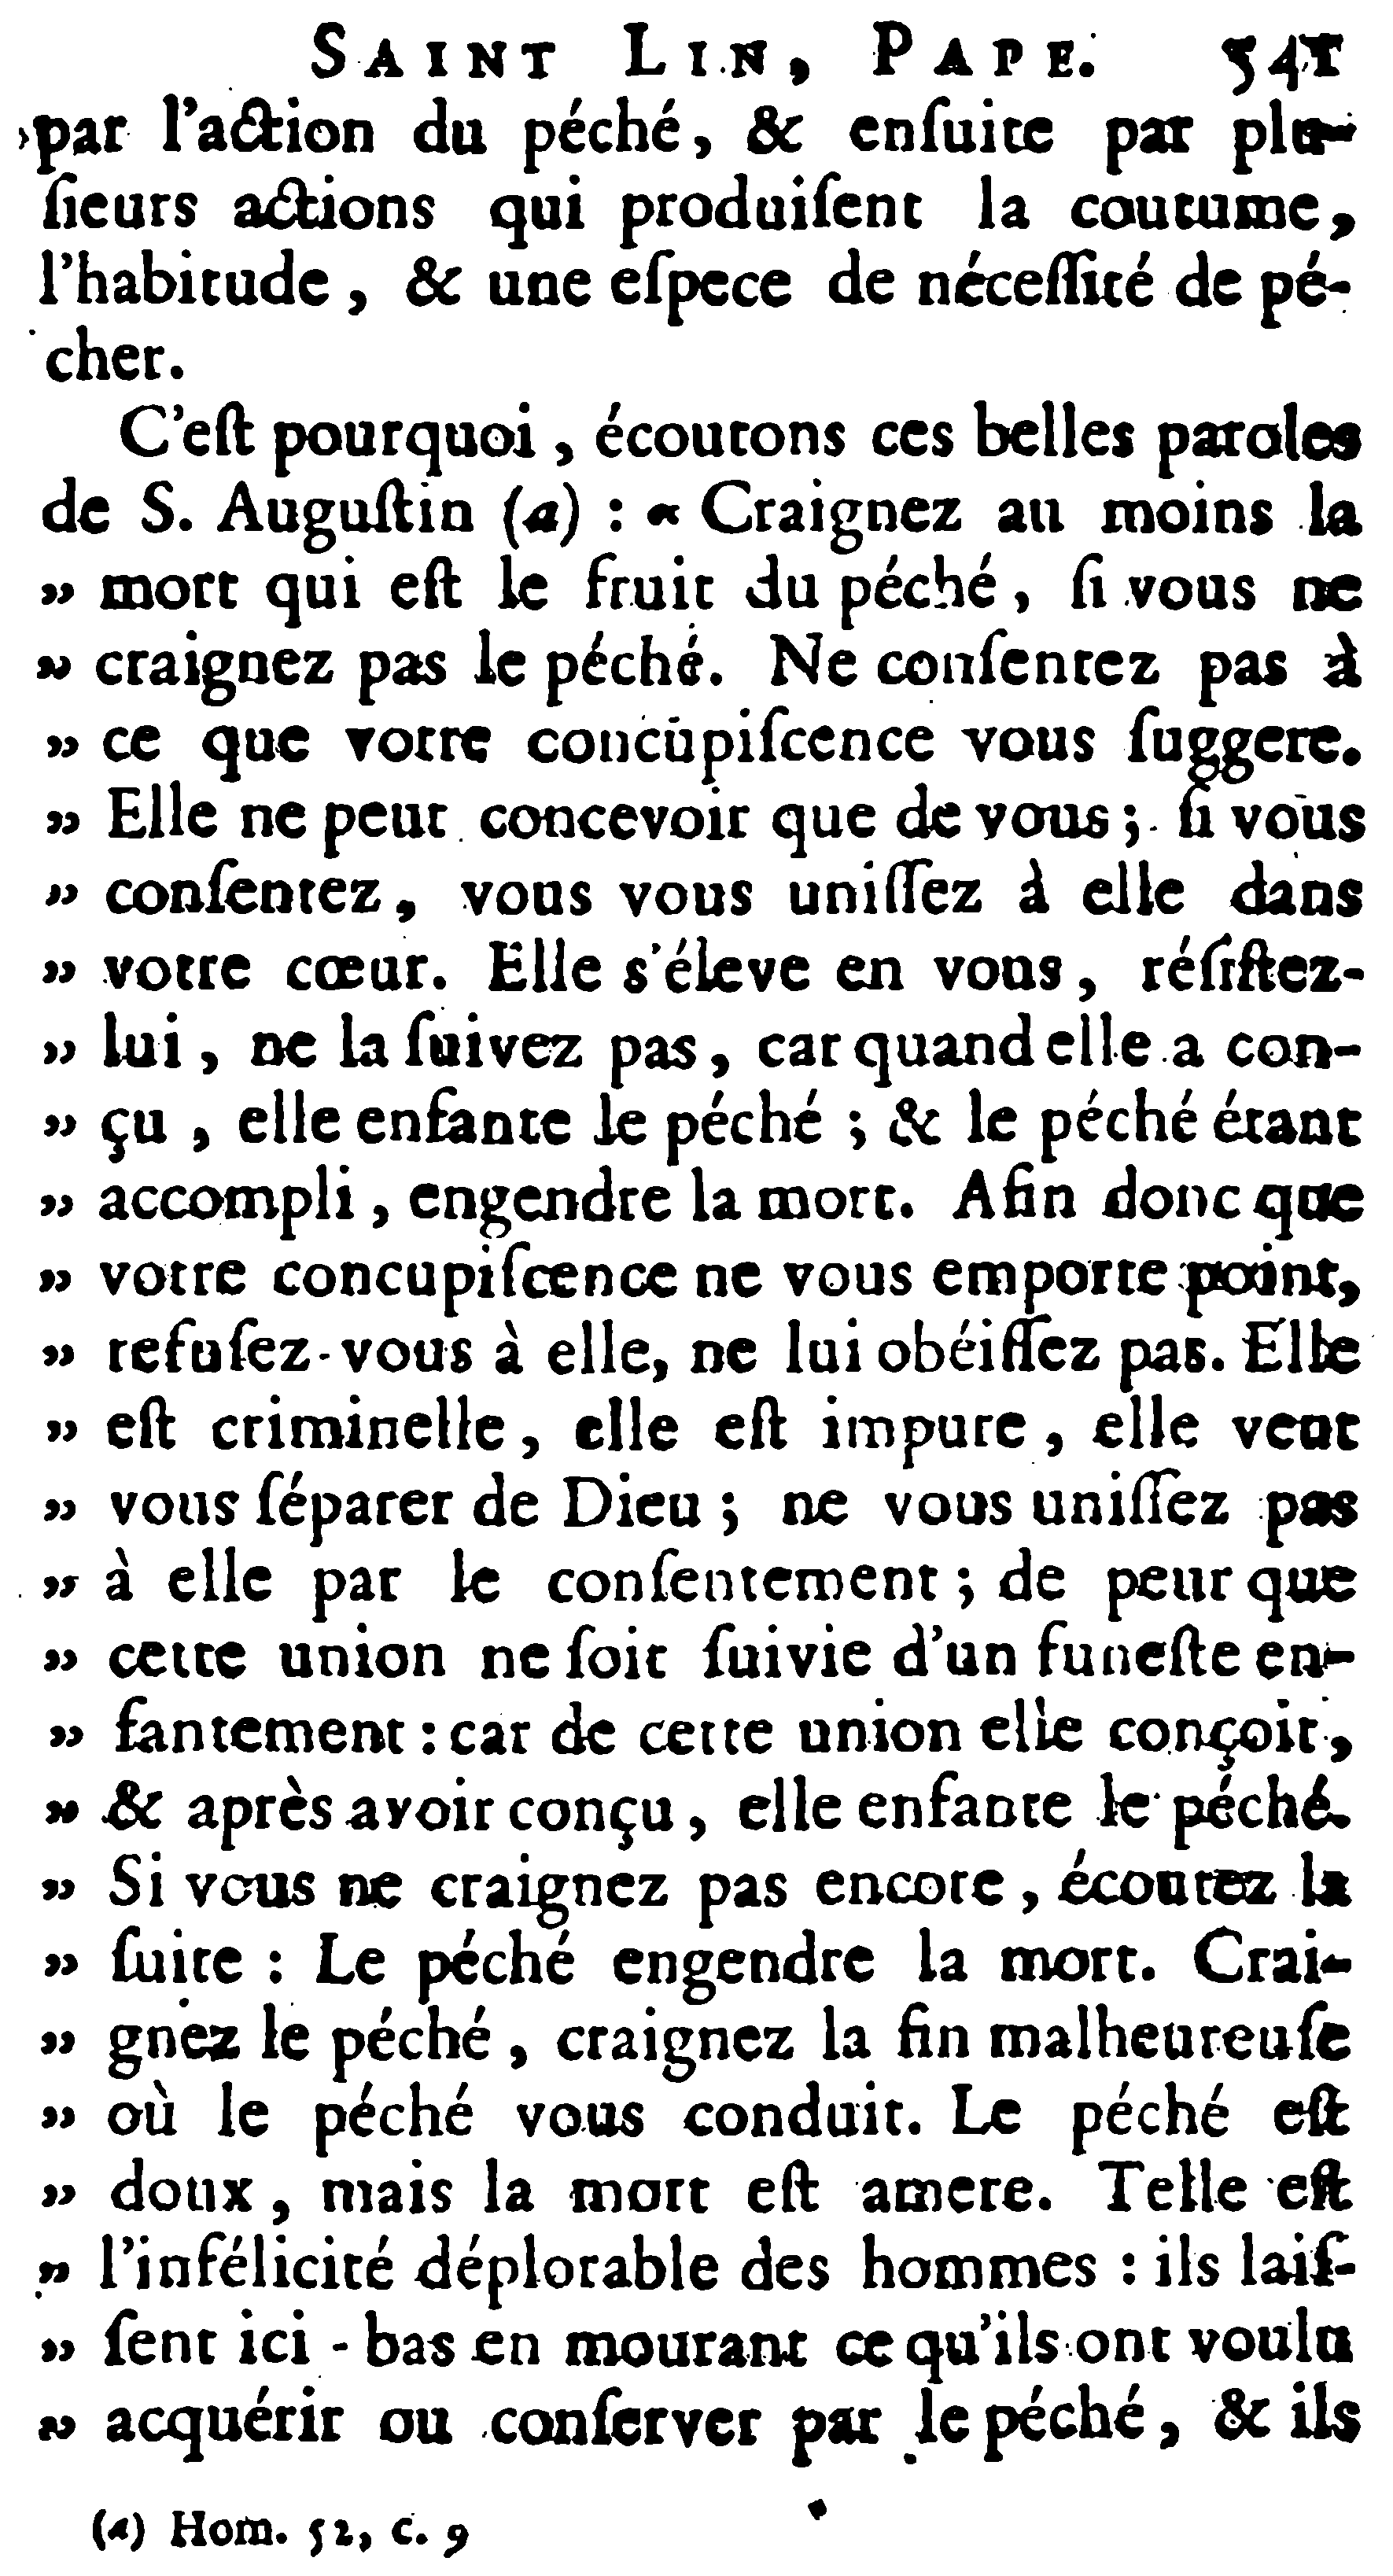 SAINT LIN, PAPE. 541
par l'action du péché, & enſuite par plu-
ſieurs actions qui produiſent la coutume,
l'habitude, & une eſpece de néceſſité de pé-
cher.
C'eſt pourquoi, écoutons ces belles paroles
de S. Auguſtin (a) : « Craignez au moins la
» mort qui eſt le fruit du péché, ſi vous ne
» craignez pas le péché. Ne conſentez pas à
» ce que votre concupiſcence vous ſuggere.
» Elle ne peut concevoir que de vous; ſi vous
» conſentez, vous vous uniſſez à elle dans
» votre cœur. Elle s'éleve en vous, réſiſtez-
» lui, ne la ſuivez pas, car quand elle a con-
» çu, elle enfante le péché; & le péché étant
» accompli, engendre la mort. Afin donc que
» votre concupiſcence ne vous emporte point,
» refuſez-vous à elle, ne lui obéiſſez pas. Elle
» eſt criminelle, elle eſt impure, elle veut
» vous ſéparer de Dieu; ne vous uniſſez pas
» à elle par le conſentement; de peur que
» cette union ne ſoit ſuivie d'un funeſte en-
» fantement : car de cette union elle conçoit,
» & après avoir conçu, elle enfante le péché.
» Si vous ne craignez pas encore, écoutez la
» ſuite : Le péché engendre la mort. Crai-
» gnez le péché, craignez la fin malheureuſe
» où le péché vous conduit. Le péché eſt
» doux, mais la mort eſt amere. Telle eſt
» l'infélicité déplorable des hommes : ils laiſ-
» ſent ici-bas en mourant ce qu'ils ont voulu
» acquérir ou conſerver par le péché, & ils
(a) Hom. 52, c. 9